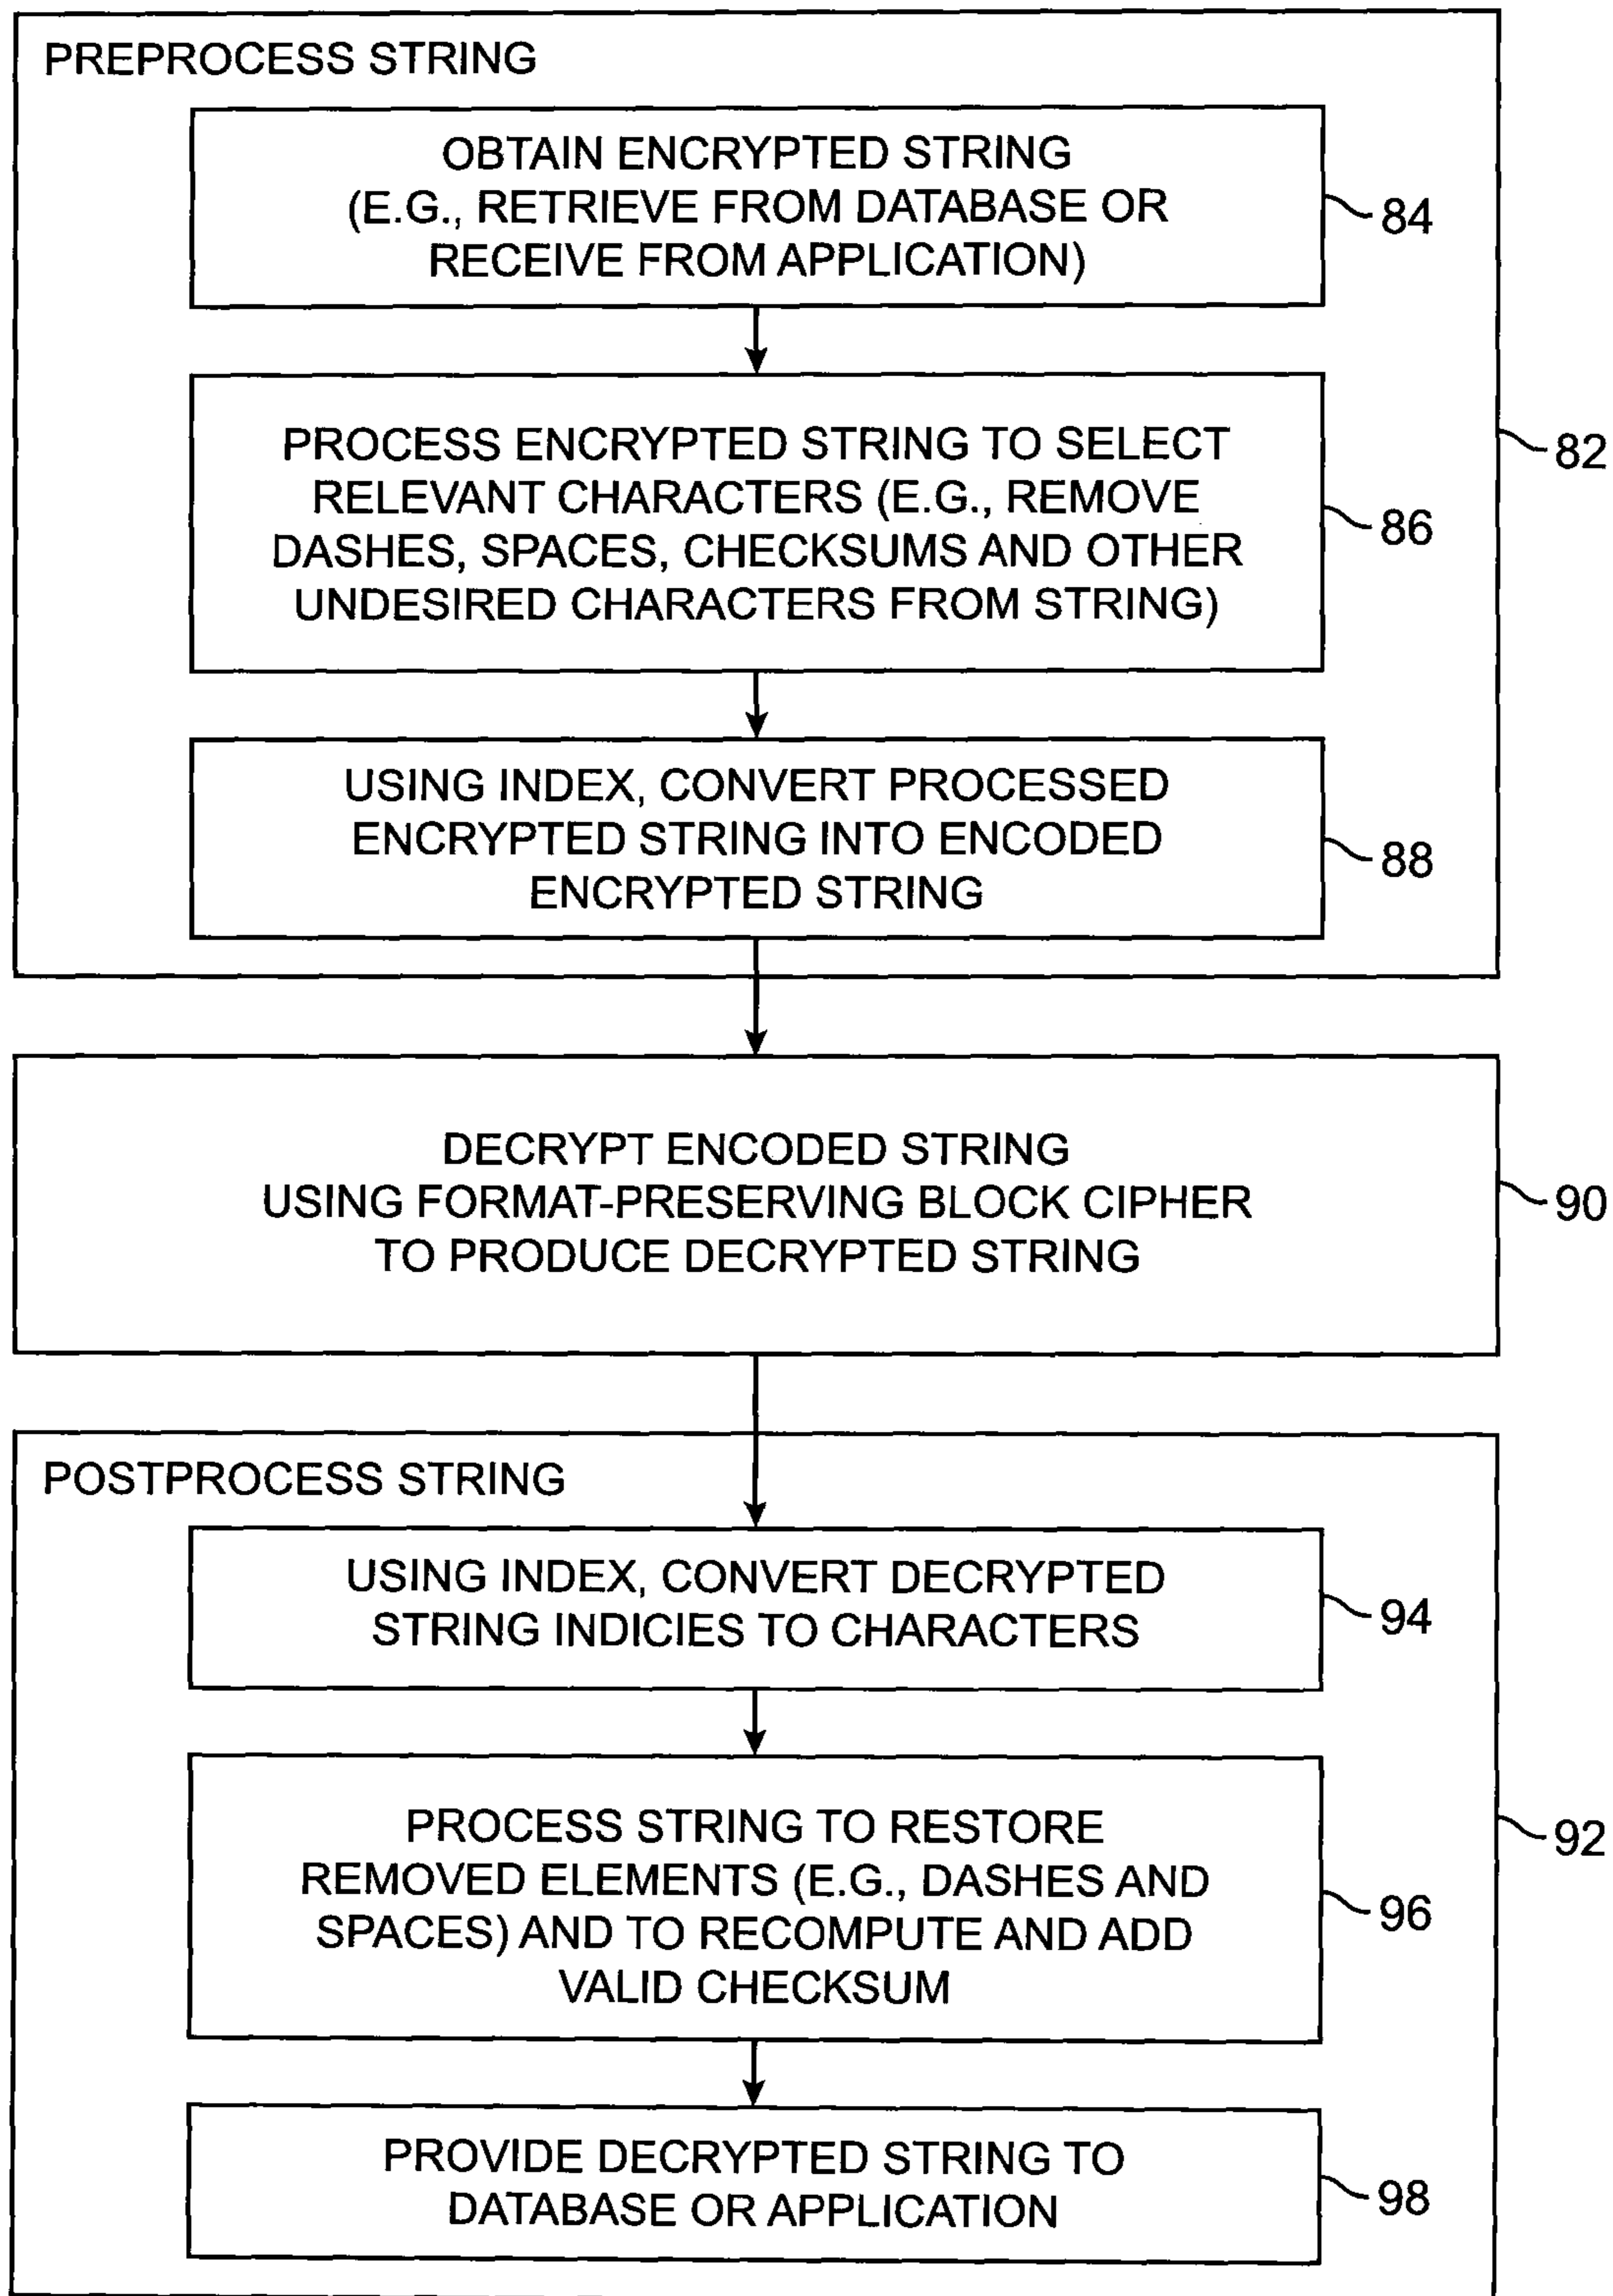 PREPROCESS STRING
OBTAIN ENCRYPTED STRING
(E.G., RETRIEVE FROM DATABASE OR
RECEIVE FROM APPLICATION)
84
PROCESS ENCRYPTED STRING TO SELECT
RELEVANT CHARACTERS (E.G., REMOVE
DASHES, SPACES, CHECKSUMS AND OTHER
UNDESIRED CHARACTERS FROM STRING)
86
82
USING INDEX, CONVERT PROCESSED
ENCRYPTED STRING INTO ENCODED
ENCRYPTED STRING
88
DECRYPT ENCODED STRING
USING FORMAT-PRESERVING BLOCK CIPHER
TO PRODUCE DECRYPTED STRING
90
POSTPROCESS STRING
USING INDEX, CONVERT DECRYPTED
STRING INDICIES TO CHARACTERS
94
PROCESS STRING TO RESTORE
REMOVED ELEMENTS (E.G., DASHES AND
SPACES) AND TO RECOMPUTE AND ADD
VALID CHECKSUM
96
92
PROVIDE DECRYPTED STRING TO
DATABASE OR APPLICATION
98